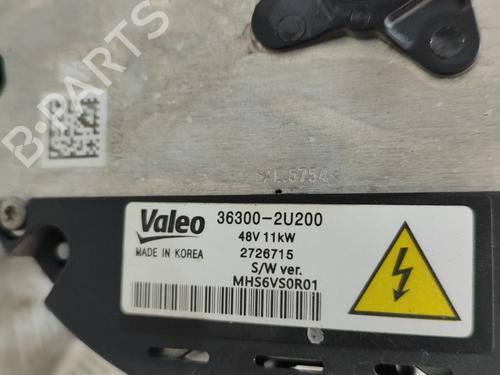 B-PARTS
Valeo 36300-2U200
48V 11kW
MADE IN KOREA 2726715
S/W ver.
MHS6VS0R01